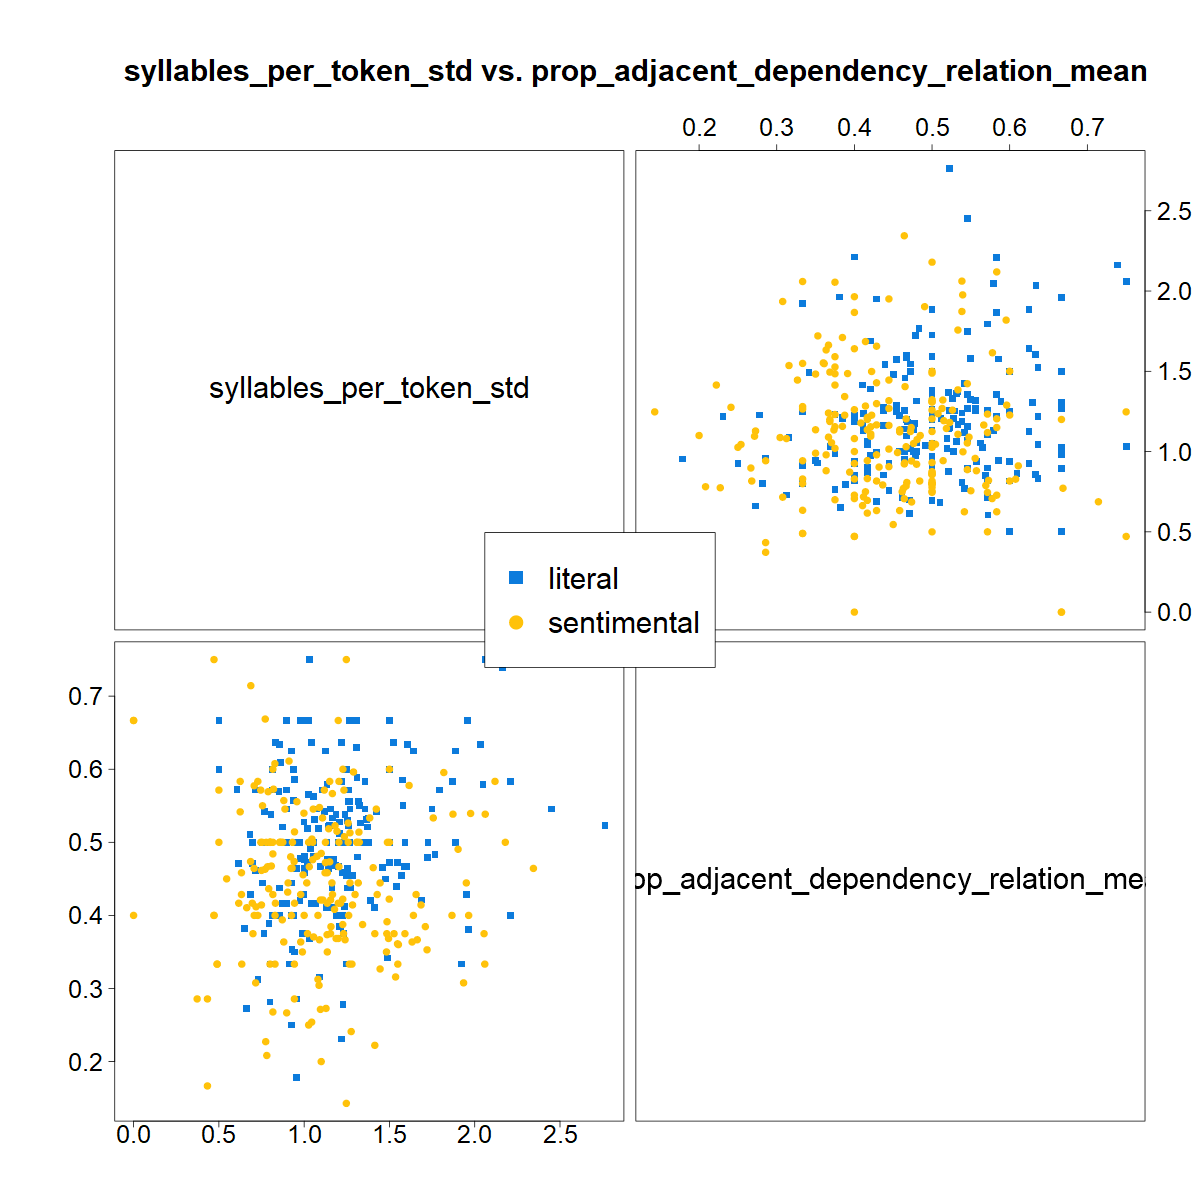 syllables_per_token_std vs. prop_adjacent_dependency_relation_mean
0.2 0.3 0.4 0.5 0.6 0.7
syllables_per_token_std
2.5
2.0
1.5
1.0
0.5
0.0
literal
sentimental
0.7
0.6
0.5
0.4
0.3
0.2
op_adjacent_dependency_relation_me
0.0 0.5 1.0 1.5 2.0 2.5